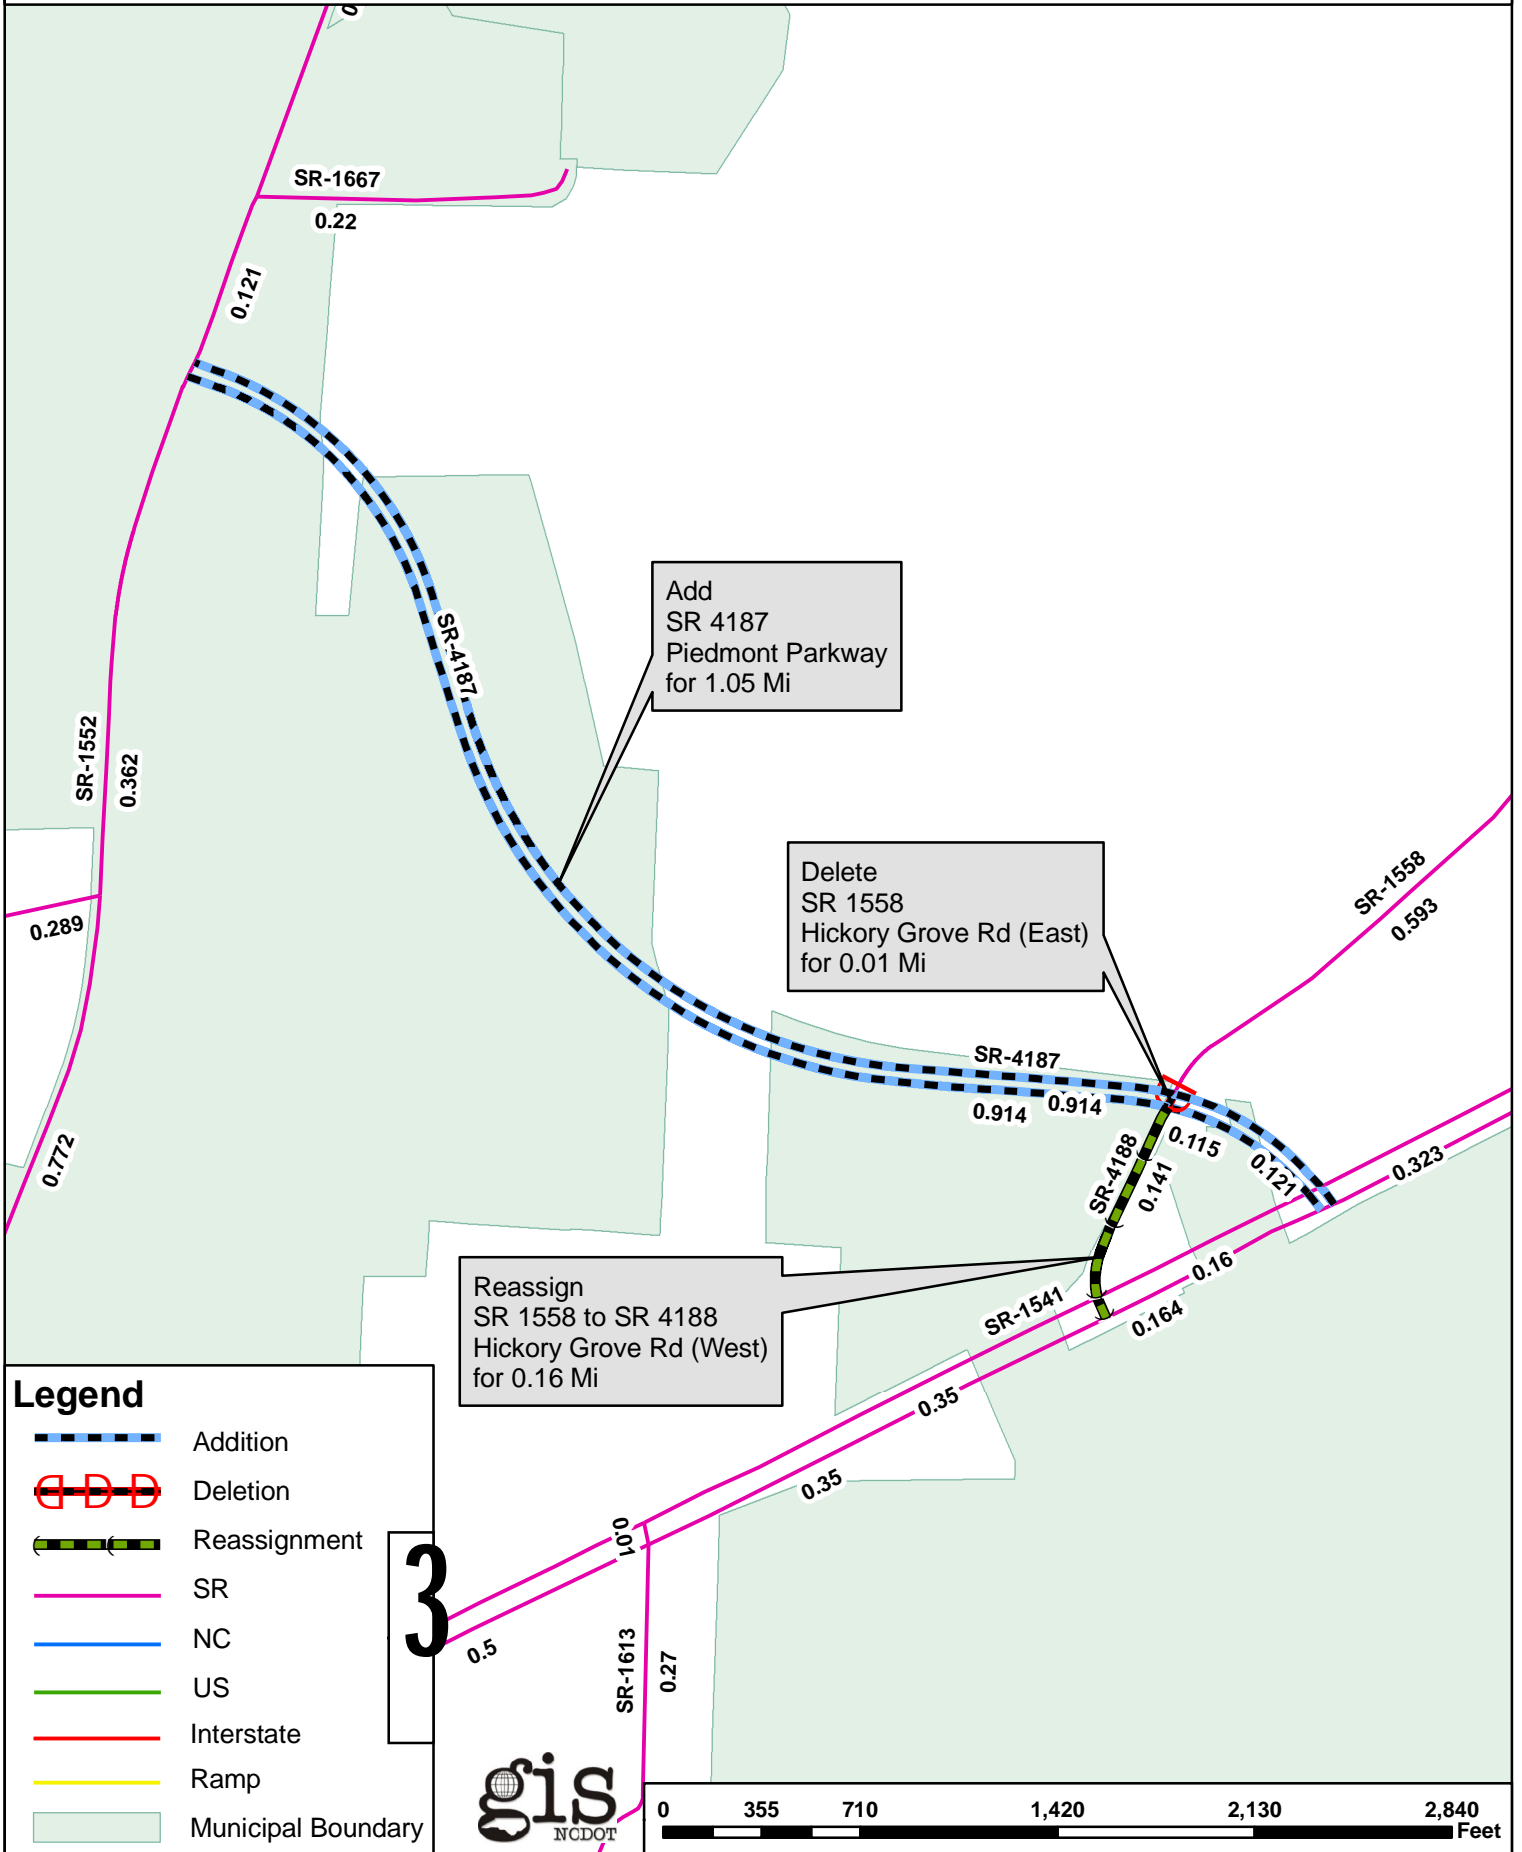 0
SR-1667
0.22
0.121
SR-4187
Add
SR 4187
Piedmont Parkway
for 1.05 Mi
SR-1552
0.362
Delete
SR 1558
Hickory Grove Rd (East)
for 0.01 Mi
SR-1558
0.593
0.289
SR-4187
0.914
0.914
0.115
0.121
0.323
0.772
SR-4188
0.141
0.16
0.164
SR-1541
Reassign
SR 1558 to SR 4188
Hickory Grove Rd (West)
for 0.16 Mi
0.35
0.35
0.01
0.5
SR-1613
0.27
Legend
Addition
D D D
Deletion
Reassignment
SR
NC
US
Interstate
Ramp
Municipal Boundary
3
gis
NCDOT
0 355 710 1,420 2,130 2,840
Feet